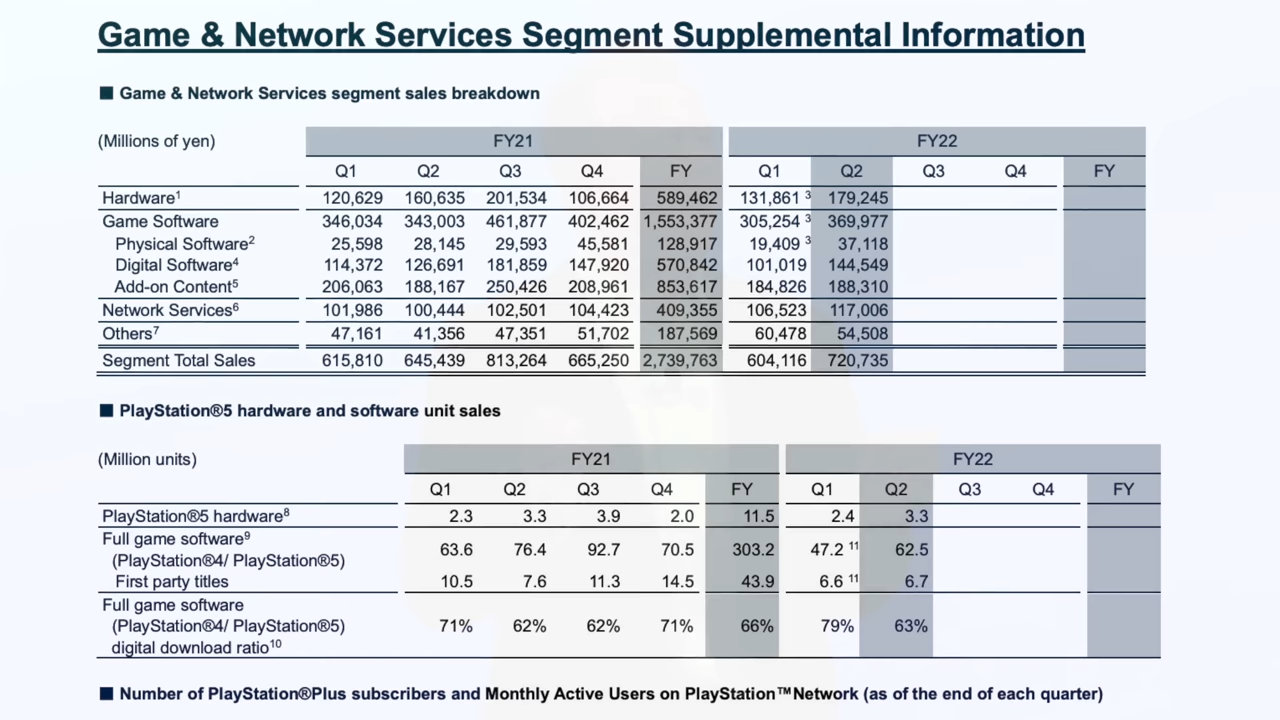 Game & Network Services Segment Supplemental Information
■ Game & Network Services segment sales breakdown
(Millions of yen) FY21 FY22
Q1 Q2 Q3 Q4 FY Q1 Q2 Q3 Q4 FY
Hardware¹ 120,629 160,635 201,534 106,664 589,462 131,861 ³ 179,245
Game Software 346,034 343,003 461,877 402,462 1,553,377 305,254 ³ 369,977
Physical Software² 25,598 28,145 29,593 45,581 128,917 19,409 ³ 37,118
Digital Software⁴ 114,372 126,691 181,859 147,920 570,842 101,019 144,549
Add-on Content⁵ 206,063 188,167 250,426 208,961 853,617 184,826 188,310
Network Services⁶ 101,986 100,444 102,501 104,423 409,355 106,523 117,006
Others⁷ 47,161 41,356 47,351 51,702 187,569 60,478 54,508
Segment Total Sales 615,810 645,439 813,264 665,250 2,739,763 604,116 720,735
■ PlayStation®5 hardware and software unit sales
(Million units) FY21 FY22
Q1 Q2 Q3 Q4 FY Q1 Q2 Q3 Q4 FY
PlayStation®5 hardware⁸ 2.3 3.3 3.9 2.0 11.5 2.4 3.3
Full game software⁹
(PlayStation®4/ PlayStation®5) 63.6 76.4 92.7 70.5 303.2 47.2 ¹¹ 62.5
First party titles 10.5 7.6 11.3 14.5 43.9 6.6 ¹¹ 6.7
Full game software
(PlayStation®4/ PlayStation®5) 71% 62% 62% 71% 66% 79% 63%
digital download ratio¹⁰
■ Number of PlayStation®Plus subscribers and Monthly Active Users on PlayStation™Network (as of the end of each quarter)